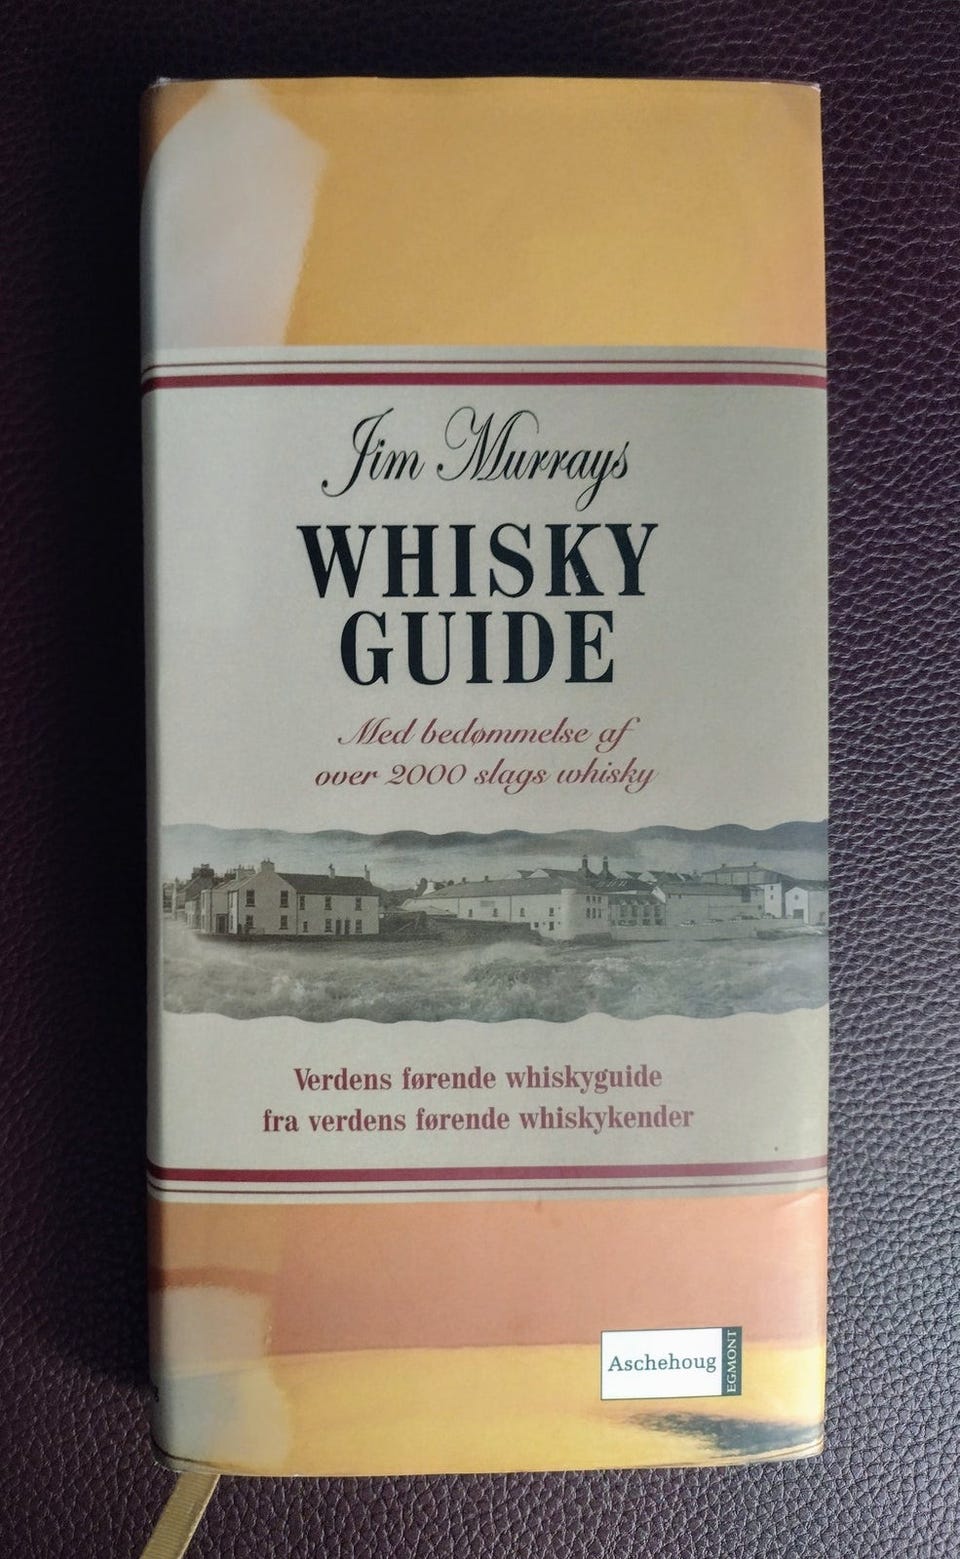 Jim Murrays
WHISKY
GUIDE
Med bedømmelse af
over 2000 slags whisky
Verdens førende whiskyguide
fra verdens førende whiskykender
Aschehoug
EGMONT